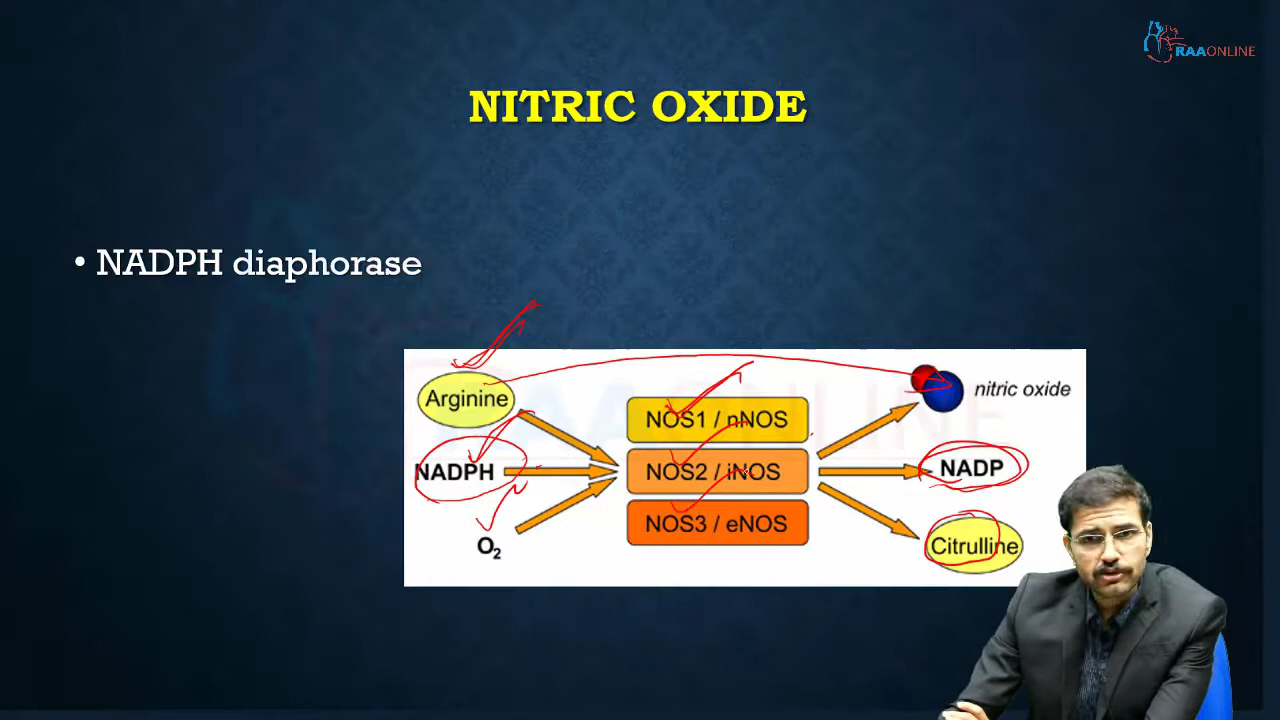 RAAONLINE
NITRIC OXIDE
• NADPH diaphorase
Arginine
NOS1 / nNOS
nitric oxide
NADPH
NOS2 / iNOS
NADP
O₂
NOS3 / eNOS
Citrulline